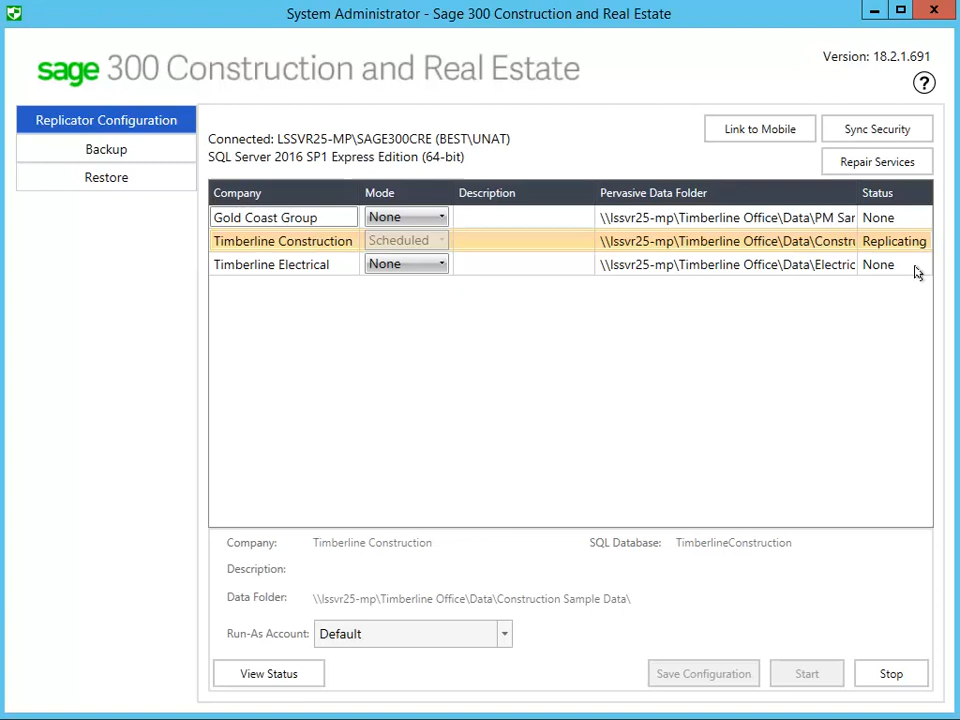 System Administrator - Sage 300 Construction and Real Estate
sage 300 Construction and Real Estate
Version: 18.2.1.691
?
Replicator Configuration
Backup
Restore
Connected: LSSVR25-MP\SAGE300CRE (BEST\UNAT)
SQL Server 2016 SP1 Express Edition (64-bit)
Link to Mobile
Sync Security
Repair Services
Company Mode Description Pervasive Data Folder Status
Gold Coast Group None \\lssvr25-mp\Timberline Office\Data\PM Sar None
Timberline Construction Scheduled \\lssvr25-mp\Timberline Office\Data\Constru Replicating
Timberline Electrical None \\lssvr25-mp\Timberline Office\Data\Electric None
Company: Timberline Construction SQL Database: TimberlineConstruction
Description:
Data Folder: \\lssvr25-mp\Timberline Office\Data\Construction Sample Data\
Run-As Account: Default
View Status Save Configuration Start Stop